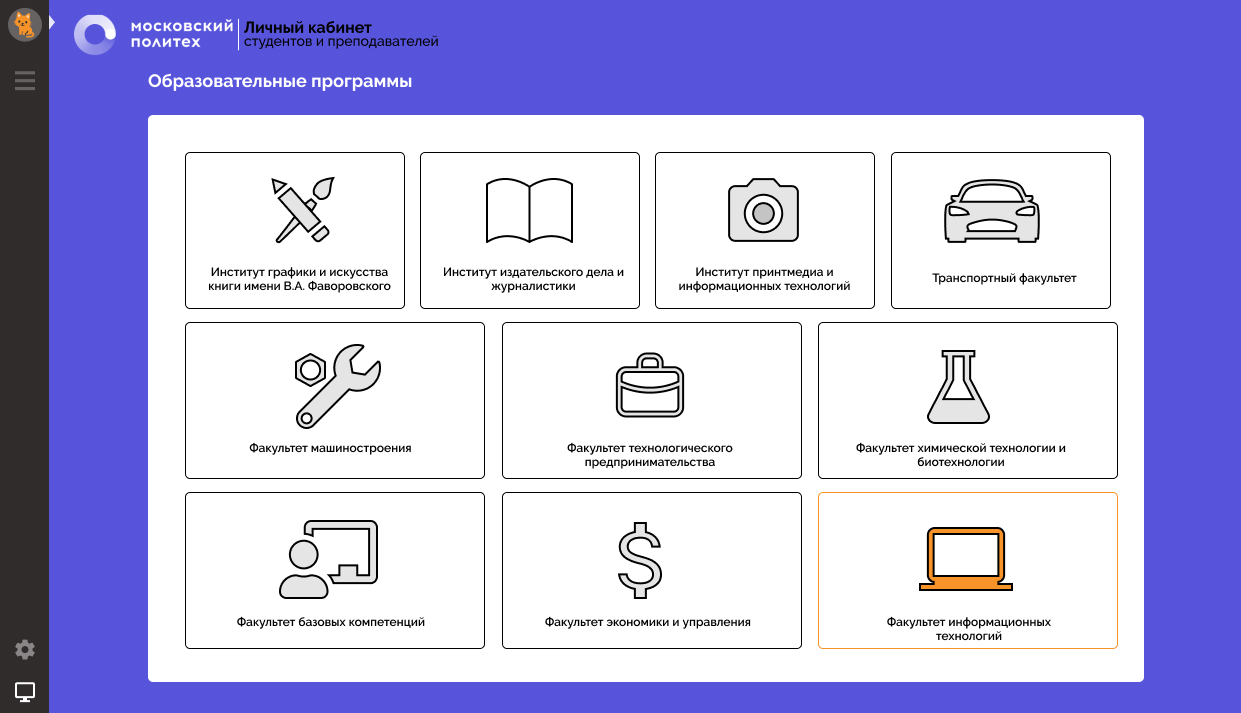 московский
политех
Личный кабинет
студентов и преподавателей
Образовательные программы
Институт графики и искусства
книги имени В.А. Фаворовского
Институт издательского дела и
журналистики
Институт принтмедиа и
информационных технологий
Транспортный факультет
Факультет машиностроения
Факультет технологического
предпринимательства
Факультет химической технологии и
биотехнологии
Факультет базовых компетенций
Факультет экономики и управления
Факультет информационных
технологий